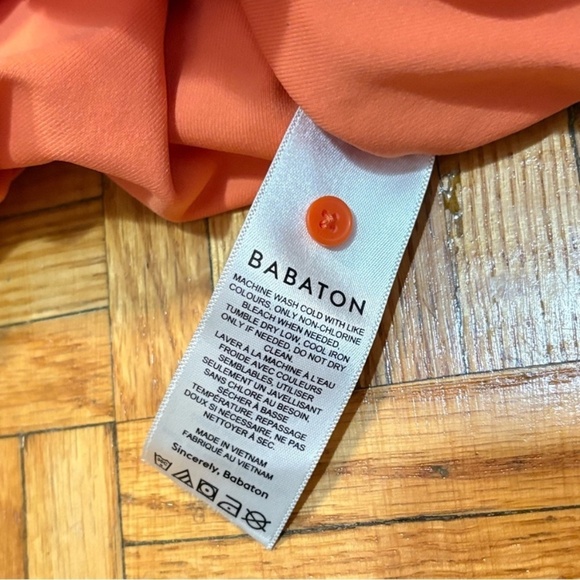 BABATON
MACHINE WASH COLD WITH LIKE
COLOURS, ONLY NON-CHLORINE
BLEACH WHEN NEEDED,
TUMBLE DRY LOW, COOL IRON
ONLY IF NEEDED, DO NOT DRY
CLEAN.
LAVER À LA MACHINE À L'EAU
FROIDE AVEC COULEURS
SEMBLABLES, UTILISER
SEULEMENT UN JAVELLISANT
SANS CHLORE AU BESOIN,
SÉCHER À BASSE
TEMPÉRATURE, REPASSAGE
DOUX SI NÉCESSAIRE, NE PAS
NETTOYER À SEC.
MADE IN VIETNAM
FABRIQUÉ AU VIETNAM
Sincerely, Babaton